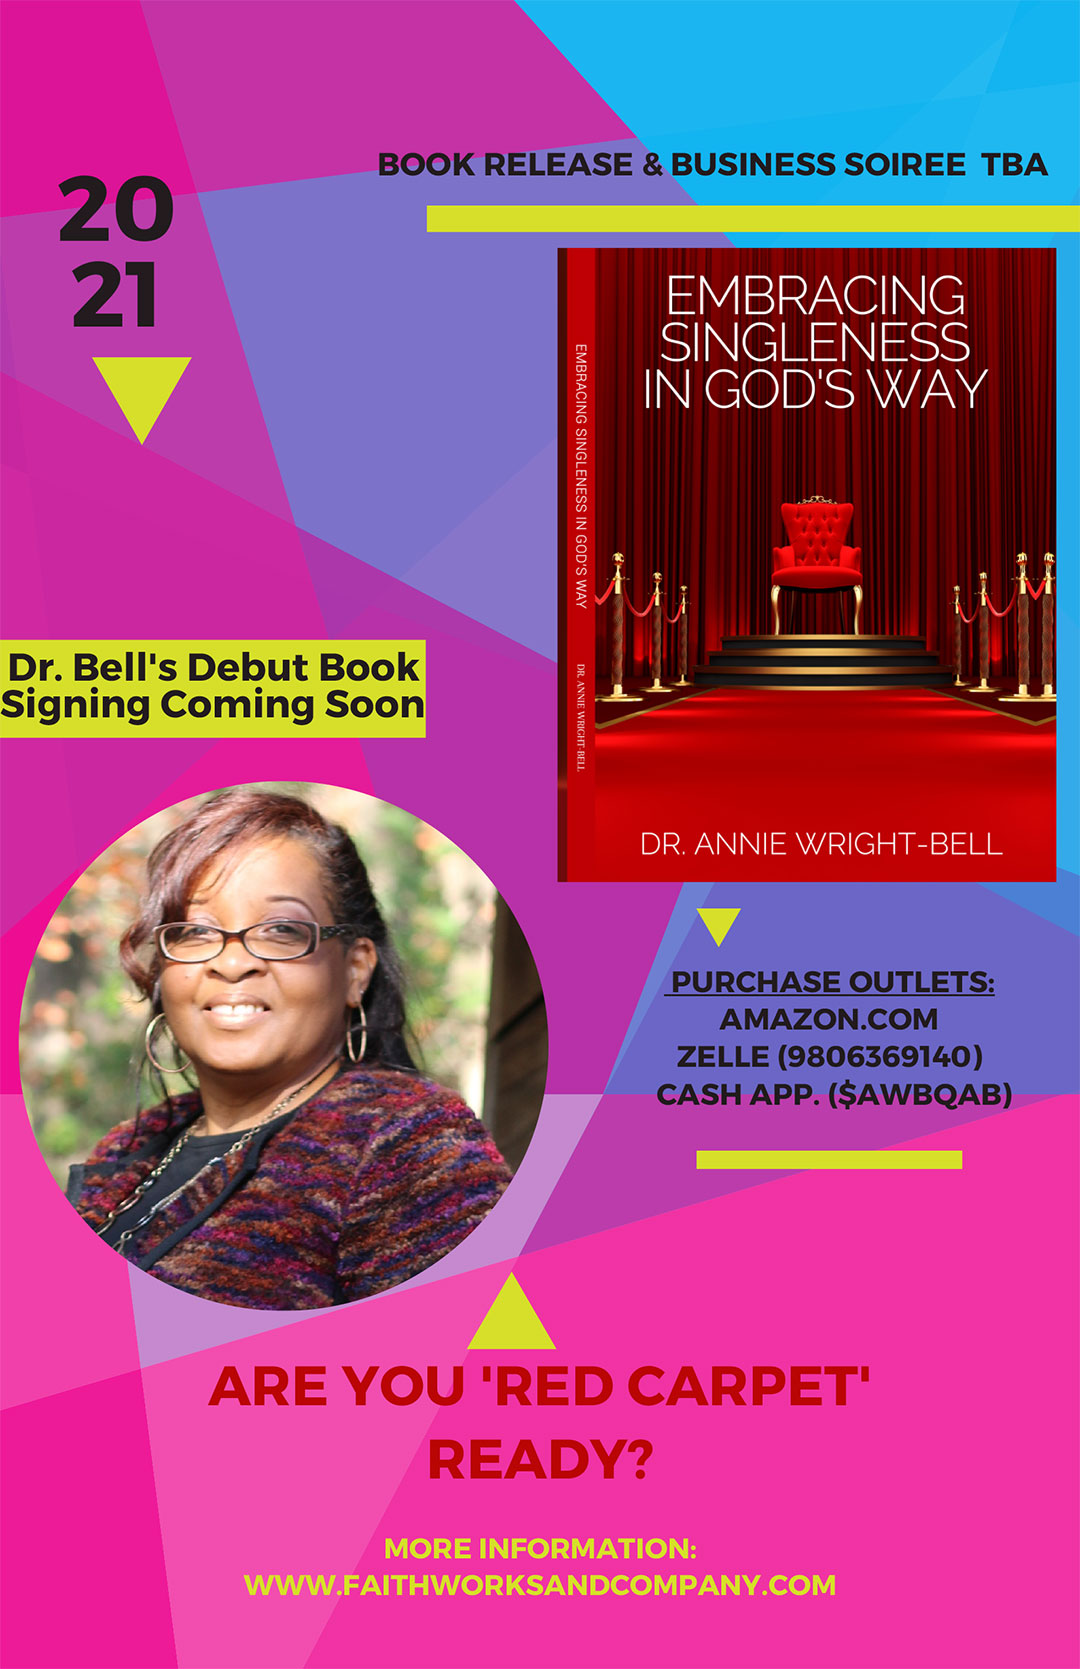 BOOK RELEASE & BUSINESS SOIREE TBA
20
21
EMBRACING
SINGLENESS
IN GOD'S WAY
EMBRACING SINGLENESS IN GOD'S WAY
DR. ANNIE WRIGHT-BELL
Dr. Bell's Debut Book
Signing Coming Soon
DR. ANNIE WRIGHT-BELL
PURCHASE OUTLETS:
AMAZON.COM
ZELLE (9806369140)
CASH APP. ($AWBQAB)
ARE YOU 'RED CARPET'
READY?
MORE INFORMATION:
WWW.FAITHWORKSANDCOMPANY.COM